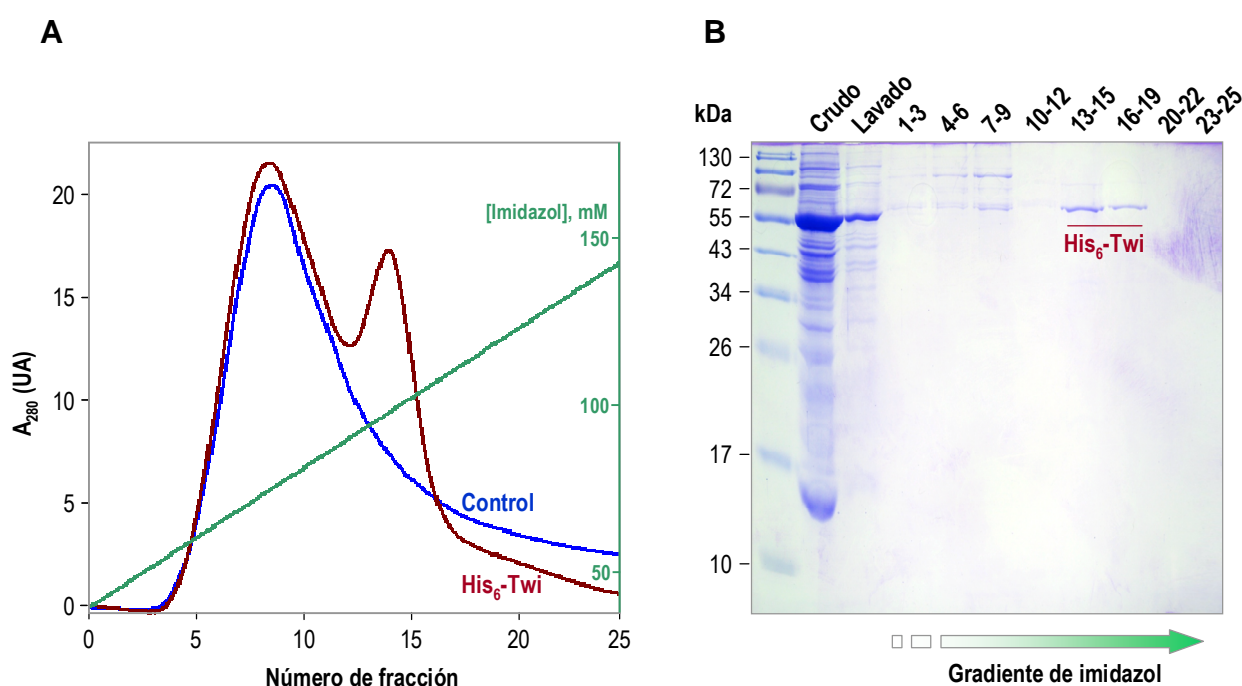 A
A₂₈₀ (UA)
20
15
10
5
0
[Imidazol], mM
150
100
50
Control
His₆-Twi
0 5 10 15 20 25
Número de fracción
B
kDa
Crudo
Lavado
1-3
4-6
7-9
10-12
13-15
16-19
20-22
23-25
130
72
55
43
34
26
17
10
His₆-Twi
Gradiente de imidazol